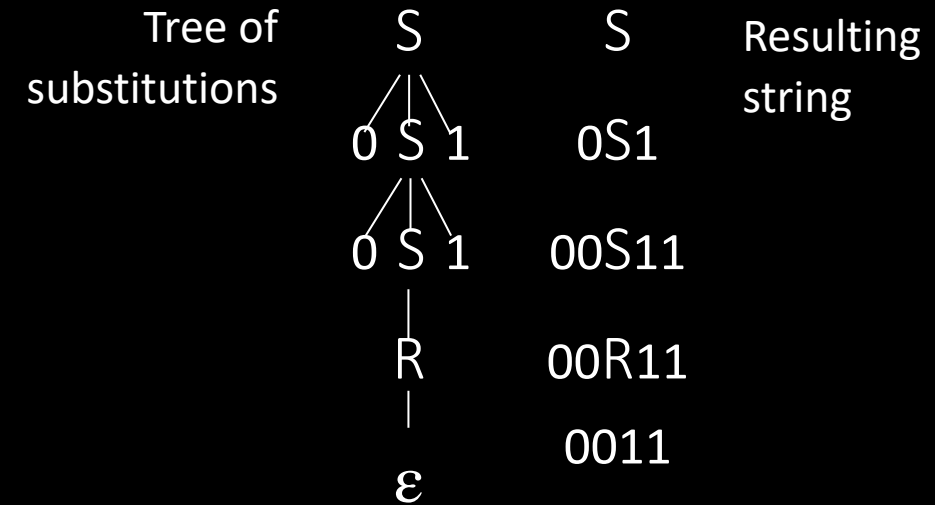 Tree of substitutions
S
S
Resulting string
0 S 1
0S1
0 S 1
00S11
R
00R11
0011
ε